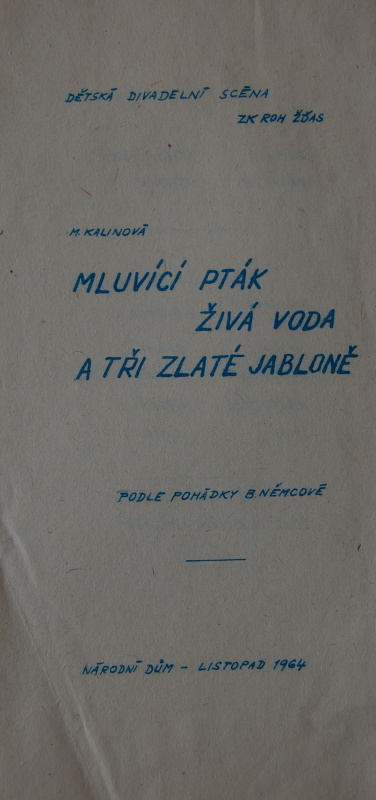 DĚTSKÁ DIVADELNÍ SCÉNA
ZK ROH ŽĎAS
M. KALINOVÁ
MLUVÍCÍ PTÁK
ŽIVÁ VODA
A TŘI ZLATÉ JABLONĚ
PODLE POHÁDKY B. NĚMCOVÉ
NÁRODNÍ DŮM - LISTOPAD 1964